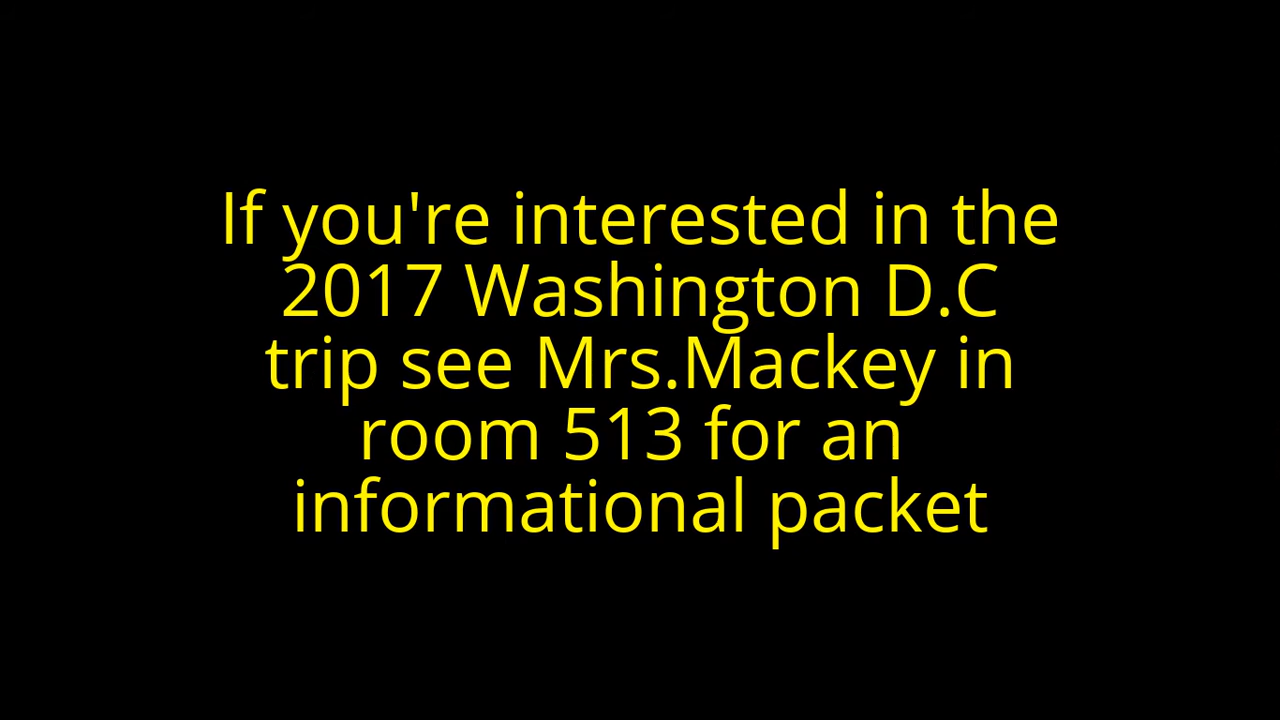 If you're interested in the
2017 Washington D.C
trip see Mrs.Mackey in
room 513 for an
informational packet